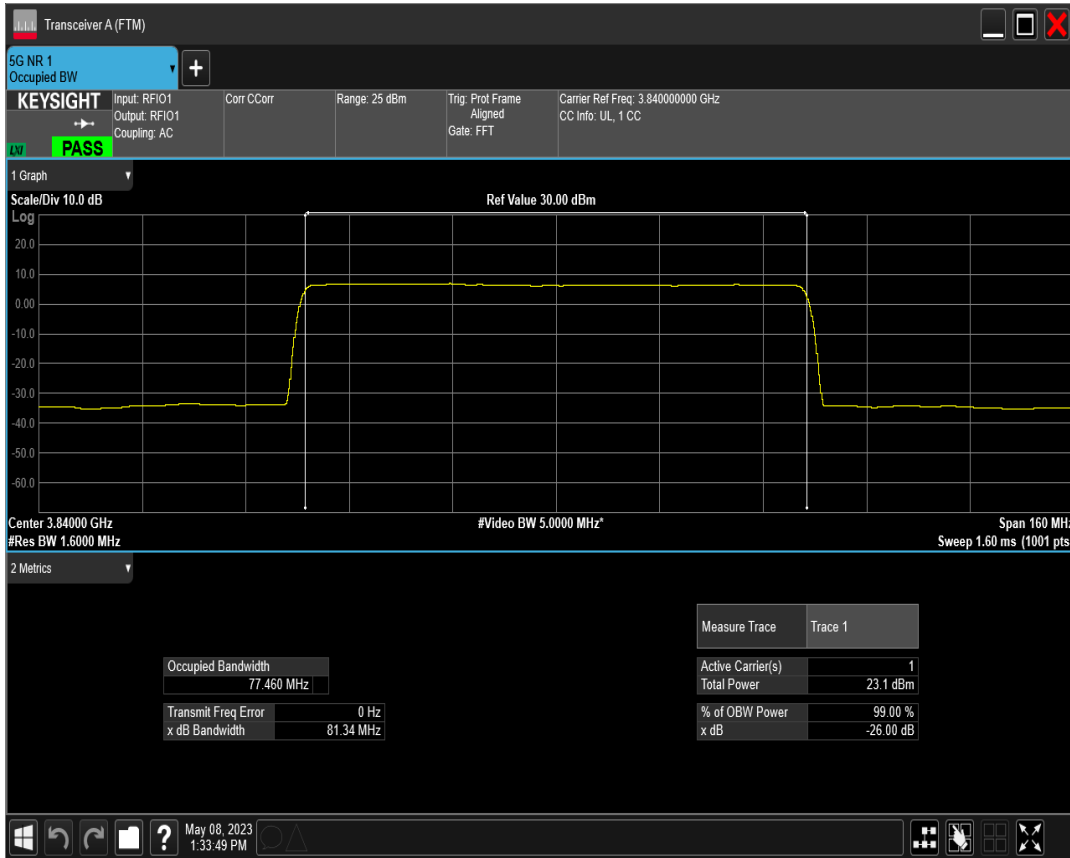 Transceiver A (FTM)
5G NR 1
Occupied BW
+
KEYSIGHT
LXI
PASS
Input: RFIO1
Output: RFIO1
Coupling: AC
Corr CCorr
Range: 25 dBm
Trig: Prot Frame
Aligned
Gate: FFT
Carrier Ref Freq: 3.840000000 GHz
CC Info: UL, 1 CC
1 Graph
Scale/Div 10.0 dB
Ref Value 30.00 dBm
Log
20.0
10.0
0.00
-10.0
-20.0
-30.0
-40.0
-50.0
-60.0
Center 3.84000 GHz
#Video BW 5.0000 MHz*
Span 160 MHz
#Res BW 1.6000 MHz
Sweep 1.60 ms (1001 pts
2 Metrics
Measure Trace Trace 1
Occupied Bandwidth
77.460 MHz
Active Carrier(s) 1
Total Power 23.1 dBm
Transmit Freq Error 0 Hz
x dB Bandwidth 81.34 MHz
% of OBW Power 99.00 %
x dB -26.00 dB
?
May 08, 2023
1:33:49 PM